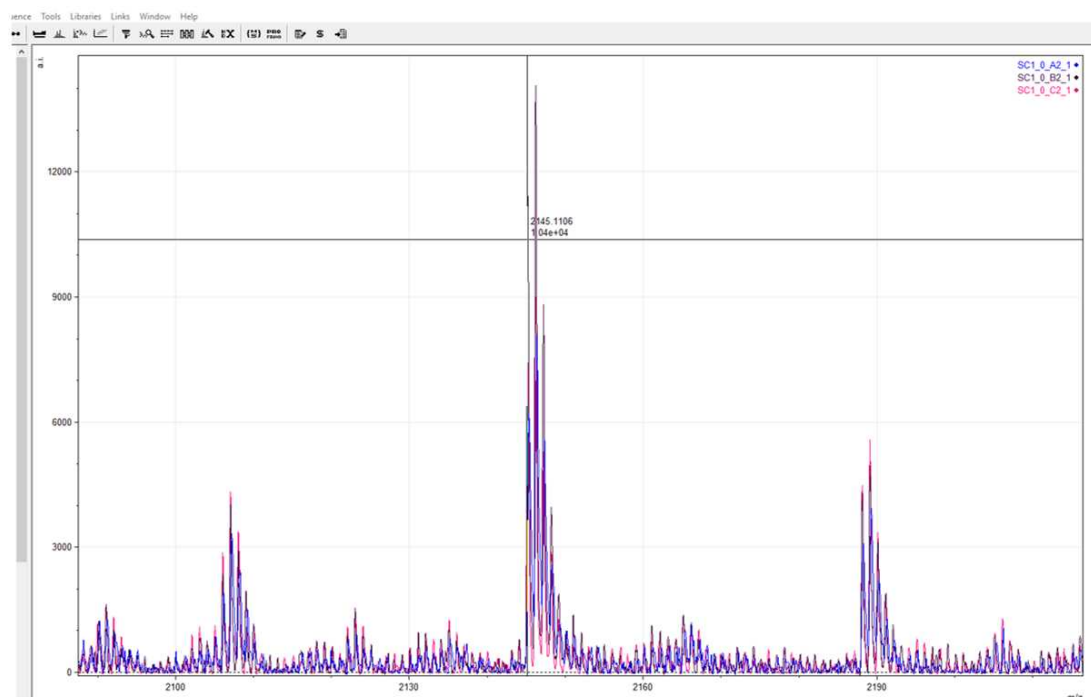 uence Tools Libraries Links Window Help
a.i.
SC1_0_A2_1
SC1_0_B2_1
SC1_0_C2_1
12000
2145.1106
1.04e+04
9000
6000
3000
0
2100 2130 2160 2190
m/z